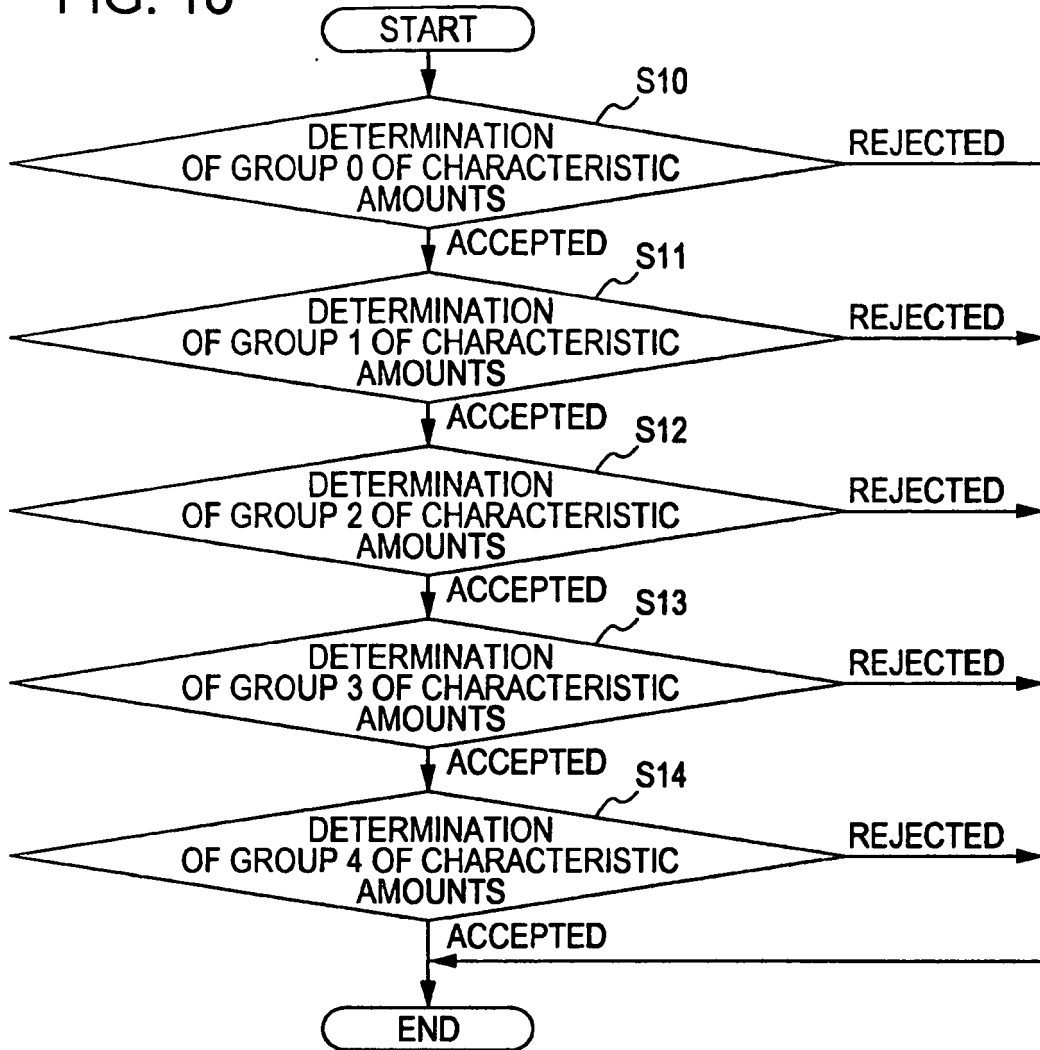 START
S10
DETERMINATION
OF GROUP 0 OF CHARACTERISTIC
AMOUNTS
REJECTED
ACCEPTED
S11
DETERMINATION
OF GROUP 1 OF CHARACTERISTIC
AMOUNTS
REJECTED
ACCEPTED
S12
DETERMINATION
OF GROUP 2 OF CHARACTERISTIC
AMOUNTS
REJECTED
ACCEPTED
S13
DETERMINATION
OF GROUP 3 OF CHARACTERISTIC
AMOUNTS
REJECTED
ACCEPTED
S14
DETERMINATION
OF GROUP 4 OF CHARACTERISTIC
AMOUNTS
REJECTED
ACCEPTED
END